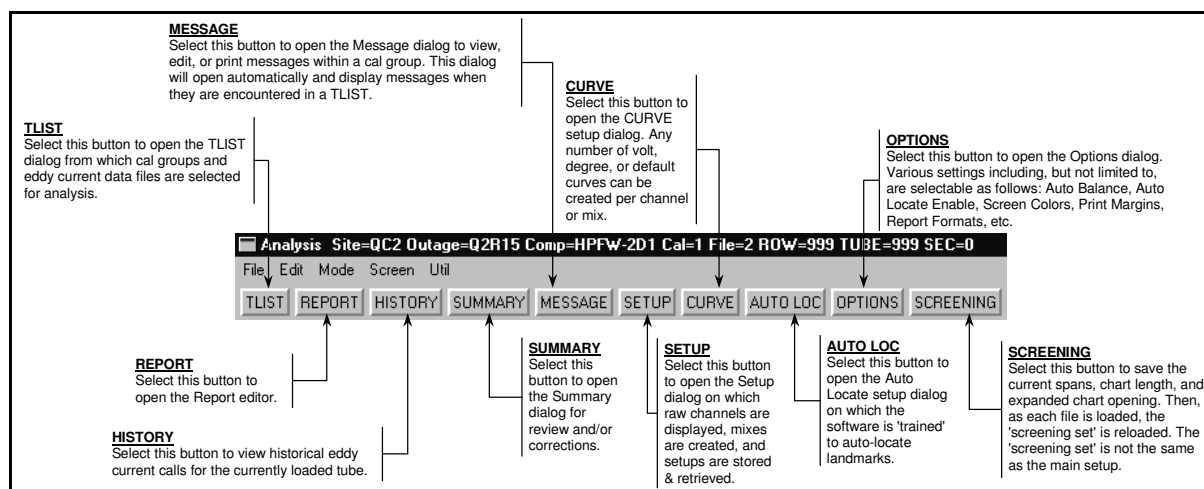 MESSAGE
Select this button to open the Message dialog to view,
edit, or print messages within a cal group. This dialog
will open automatically and display messages when
they are encountered in a TLIST.
TLIST
Select this button to open the TLIST
dialog from which cal groups and
eddy current data files are selected
for analysis.
CURVE
Select this button to
open the CURVE
setup dialog. Any
number of volt,
degree, or default
curves can be
created per channel
or mix.
OPTIONS
Select this button to open the Options dialog.
Various settings including, but not limited to,
are selectable as follows: Auto Balance, Auto
Locate Enable, Screen Colors, Print Margins,
Report Formats, etc.
Analysis Site=QC2 Outage=Q2R15 Comp=HPFW-2D1 Cal=1 File=2 ROW=999 TUBE=999 SEC=0
File Edit Mode Screen Util
TLIST REPORT HISTORY SUMMARY MESSAGE SETUP CURVE AUTO LOC OPTIONS SCREENING
REPORT
Select this button to
open the Report editor.
HISTORY
Select this button to view historical eddy
current calls for the currently loaded tube.
SUMMARY
Select this
button to open
the Summary
dialog for
review and/or
corrections.
SETUP
Select this button
to open the Setup
dialog on which
raw channels are
displayed, mixes
are created, and
setups are stored
& retrieved.
AUTO LOC
Select this button to
open the Auto
Locate setup dialog
on which the
software is 'trained'
to auto-locate
landmarks.
SCREENING
Select this button to save the
current spans, chart length, and
expanded chart opening. Then,
as each file is loaded, the
'screening set' is reloaded. The
'screening set' is not the same
as the main setup.